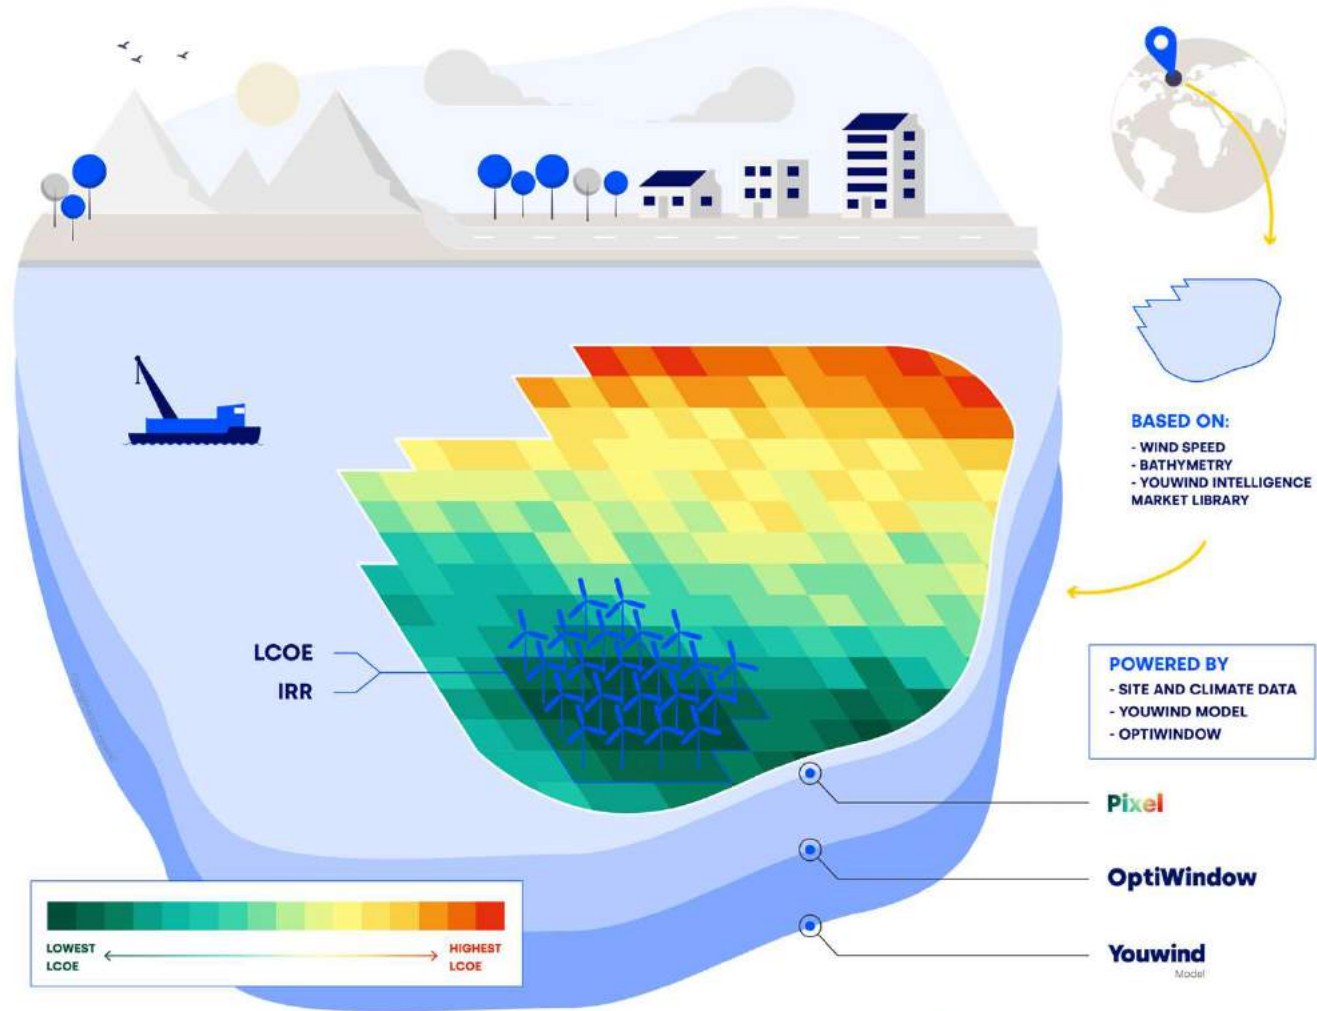 BASED ON:
- WIND SPEED
- BATHYMETRY
- YOUWIND INTELLIGENCE
MARKET LIBRARY
LCOE
IRR
POWERED BY
- SITE AND CLIMATE DATA
- YOUWIND MODEL
- OPTIWINDOW
Pixel
OptiWindow
Youwind
Model
LOWEST
LCOE
HIGHEST
LCOE